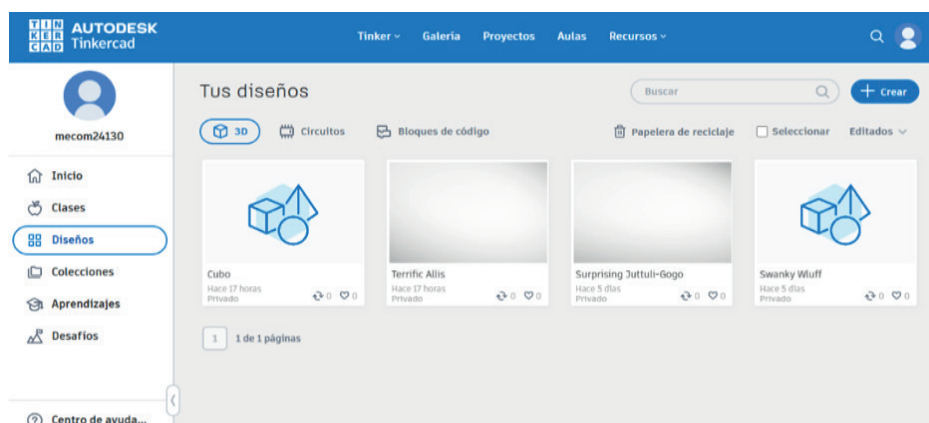 TIN KER CAD AUTODESK Tinkercad
Tinker Galería Proyectos Aulas Recursos
mecom24130
Inicio
Clases
Diseños
Colecciones
Aprendizajes
Desafíos
Centro de ayuda...
Tus diseños
Buscar
+ Crear
3D Circuitos Bloques de código Papelera de reciclaje Seleccionar Editados
Cubo
Hace 17 horas
Privado 0 0
Terrific Allis
Hace 17 horas
Privado 0 0
Surprising Juttuli-Gogo
Hace 5 días
Privado 0 0
Swanky Wluff
Hace 5 días
Privado 0 0
1 1 de 1 páginas